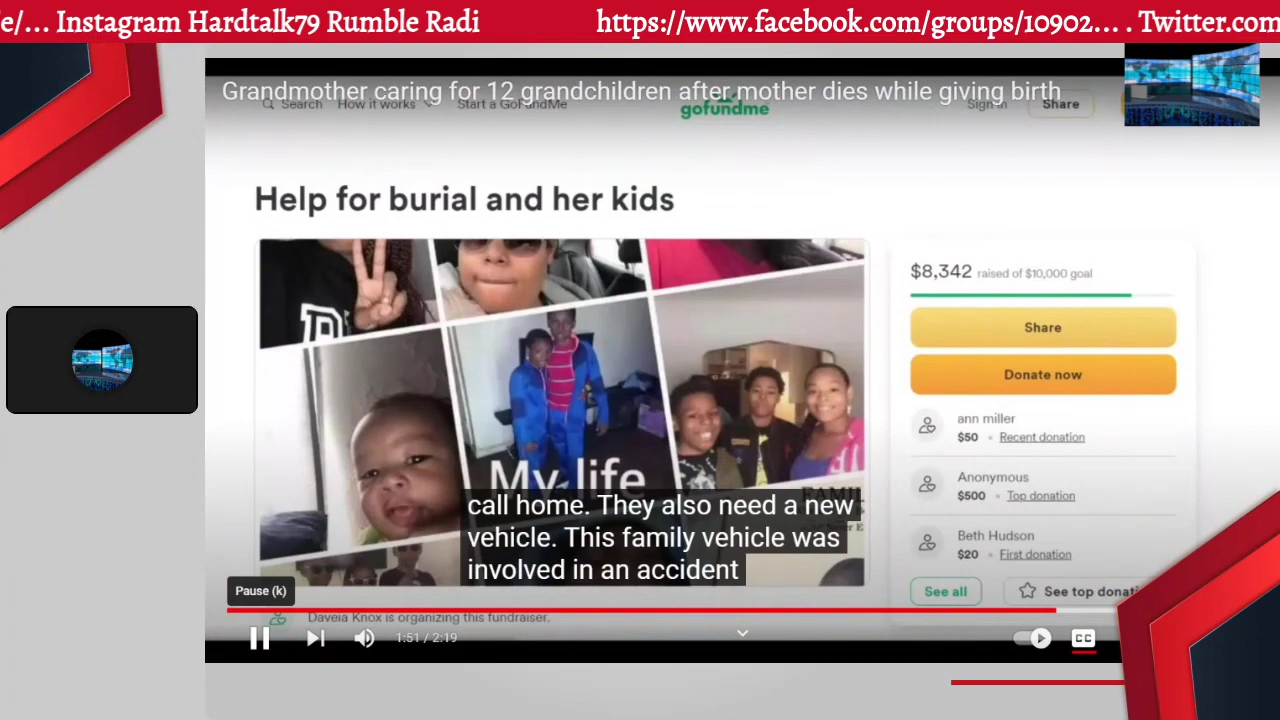 e/... Instagram Hardtalk79 Rumble Radi https://www.facebook.com/groups/10902... . Twitter.com
Grandmother caring for 12 grandchildren after mother dies while giving birth
Search How it works Start a GoFundMe gofundme Sign in Share
Help for burial and her kids
$8,342 raised of $10,000 goal
Share
Donate now
ann miller
$50 • Recent donation
Anonymous
$500 • Top donation
Beth Hudson
$20 • First donation
See all See top donati
My life
call home. They also need a new
vehicle. This family vehicle was
involved in an accident
Pause (k)
Daveia Knox is organizing this fundraiser.
1:51 / 2:19
CC